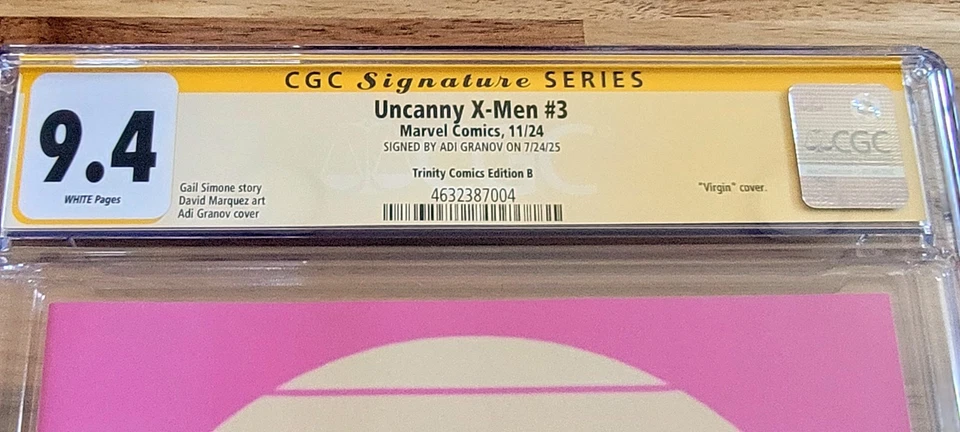 CGC Signature SERIES
9.4
WHITE Pages
Uncanny X-Men #3
Marvel Comics, 11/24
SIGNED BY ADI GRANOV ON 7/24/25
Trinity Comics Edition B
4632387004
Gail Simone story
David Marquez art
Adi Granov cover
"Virgin" cover.
CGC